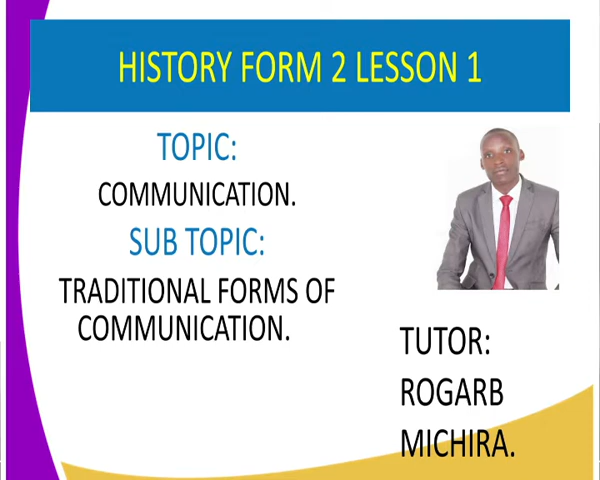 HISTORY FORM 2 LESSON 1
TOPIC:
COMMUNICATION.
SUB TOPIC:
TRADITIONAL FORMS OF
COMMUNICATION.
TUTOR:
ROGARB
MICHIRA.